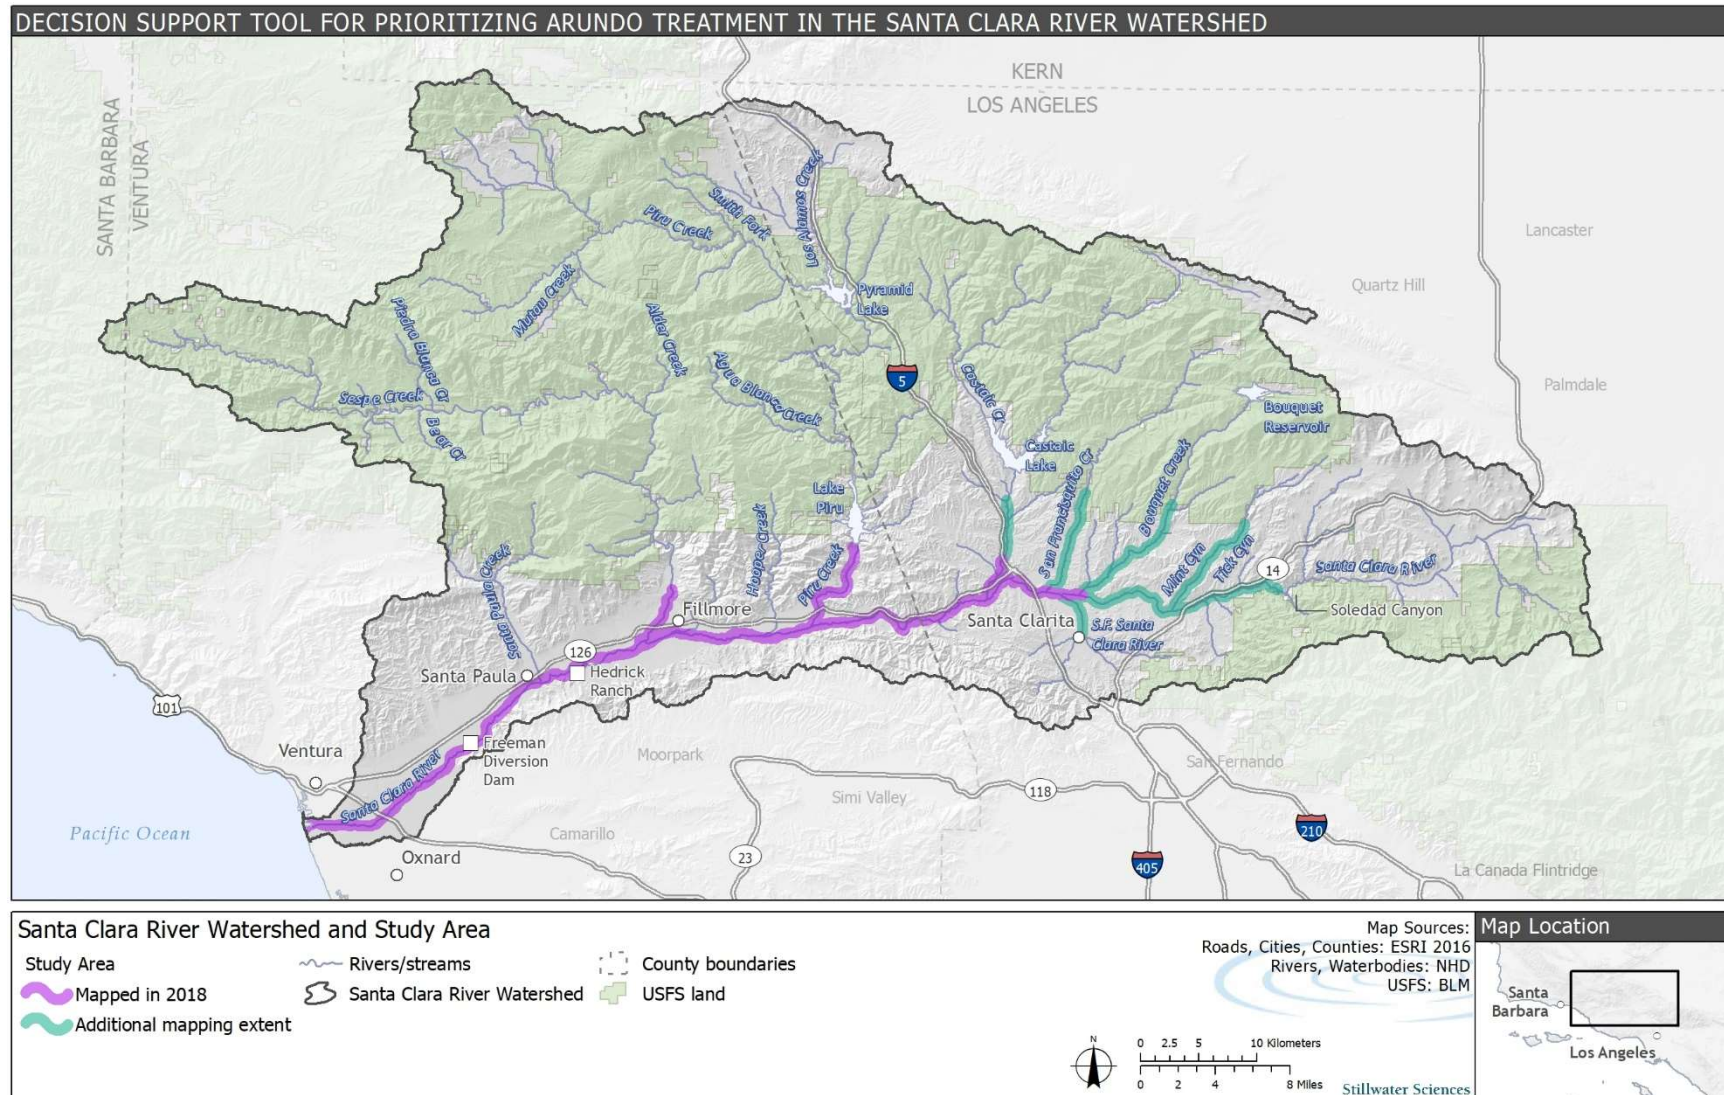 DECISION SUPPORT TOOL FOR PRIORITIZING ARUNDO TREATMENT IN THE SANTA CLARA RIVER WATERSHED
KERN
LOS ANGELES
SANTA BARBARA
VENTURA
Lancaster
Quartz Hill
Palmdale
Los Alamos Creek
Smith Fork
Piru Creek
Mutau Creek
Pyramid
Lake
Piedra Blanca Cr
Alder Creek
Agua Blanca Creek
5
Castaic Cr
Sespe Creek
Bear Cr
Bouquet
Reservoir
Castaic
Lake
San Francisquito Cr
Bouquet Creek
Lake
Piru
Hopper Creek
Piru Creek
Mint Cyn
Tick Cyn
14
Santa Clara River
Santa Paula Creek
Fillmore
Soledad Canyon
Santa Clarita
S.F. Santa
Clara River
126
Santa Paula
Hedrick
Ranch
101
Ventura
Freeman
Diversion
Dam
Moorpark
San Fernando
Santa Clara River
Simi Valley
118
Pacific Ocean
Camarillo
210
Oxnard
23
405
La Canada Flintridge
Santa Clara River Watershed and Study Area
Study Area
Mapped in 2018
Additional mapping extent
Rivers/streams
Santa Clara River Watershed
County boundaries
USFS land
Map Sources:
Roads, Cities, Counties: ESRI 2016
Rivers, Waterbodies: NHD
USFS: BLM
N
0 2.5 5 10 Kilometers
0 2 4 8 Miles
Stillwater Sciences
Map Location
Santa
Barbara
Los Angeles